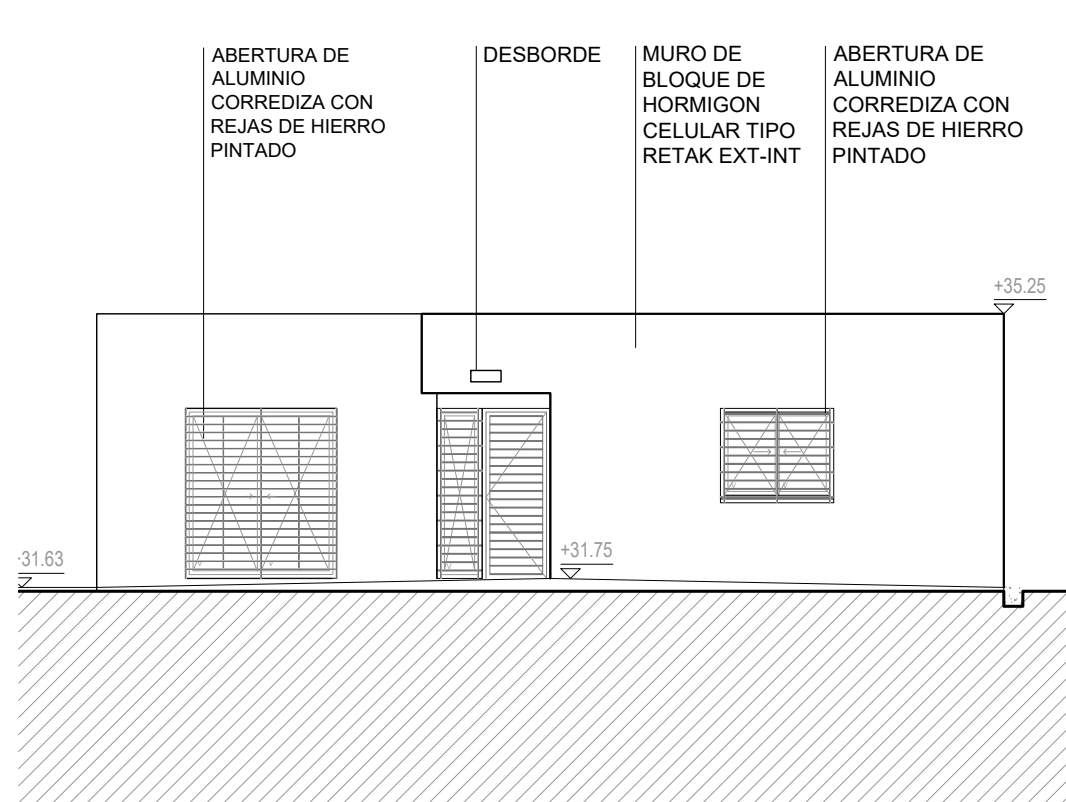 ABERTURA DE
ALUMINIO
CORREDIZA CON
REJAS DE HIERRO
PINTADO
DESBORDE
MURO DE
BLOQUE DE
HORMIGON
CELULAR TIPO
RETAK EXT-INT
ABERTURA DE
ALUMINIO
CORREDIZA CON
REJAS DE HIERRO
PINTADO
+35.25
+31.63
+31.75